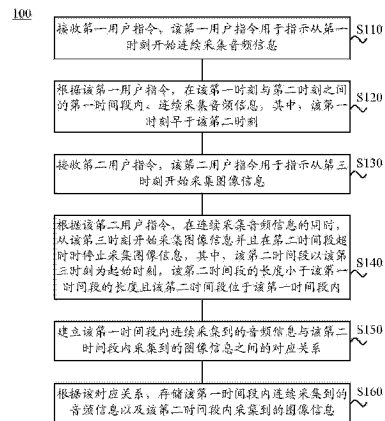 100
接收第一用户指令，该第一用户指令用于指示从第一
时刻开始连续采集音频信息
S110
根据该第一用户指令，在该第一时刻与第二时刻之间
的第一时间段内、连续采集音频信息，其中，该第一
时刻早于该第二时刻
S120
接收第二用户指令，该第二用户指令用于指示从第三
时刻开始采集图像信息
S130
根据该第二用户指令，在连续采集音频信息的同时，
从该第三时刻开始采集图像信息并且在第二时间段超
时时停止采集图像信息，其中、该第二时间段以该第
三时刻为起始时刻，该第二时间段的长度小于该第一
时间段的长度且该第二时间段位于该第一时间段内
S140
建立该第一时间段内连续采集到的音频信息与该第二
时间段内采集到的图像信息之间的对应关系
S150
根据该对应关系，存储该第一时间段内连续采集到的
音频信息以及该第二时间段内采集到的图像信息
S160